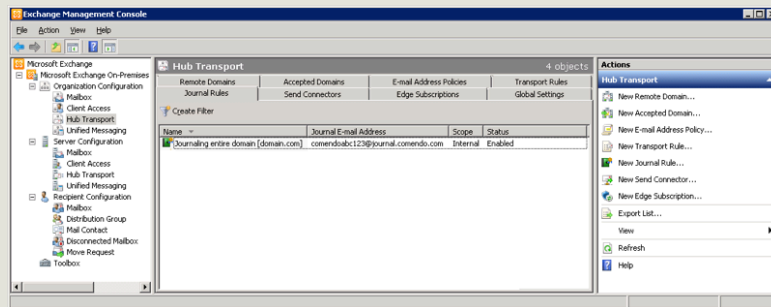 Exchange Management Console
File Action View Help
Microsoft Exchange
Microsoft Exchange On-Premises
Organization Configuration
Mailbox
Client Access
Hub Transport
Unified Messaging
Server Configuration
Mailbox
Client Access
Hub Transport
Unified Messaging
Recipient Configuration
Mailbox
Distribution Group
Mail Contact
Disconnected Mailbox
Move Request
Toolbox
Hub Transport 4 objects
Remote Domains Accepted Domains E-mail Address Policies Transport Rules
Journal Rules Send Connectors Edge Subscriptions Global Settings
Create Filter
Name Journal E-mail Address Scope Status
Journaling entire domain [domain.com] comendoabc123@journal.comendo.com Internal Enabled
Actions
Hub Transport
New Remote Domain...
New Accepted Domain...
New E-mail Address Policy...
New Transport Rule...
New Journal Rule...
New Send Connector...
New Edge Subscription...
Export List...
View
Refresh
Help